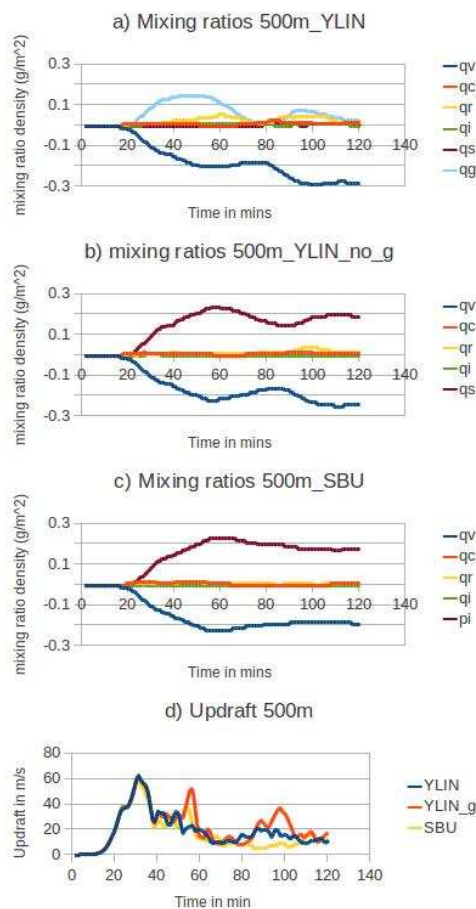 a) Mixing ratios 500m_YLIN
mixing ratio density (g/m^2)
0.3
0.1
-0.1
-0.3
0 20 40 60 80 100 120 140
Time in mins
qv
qc
qr
qi
qs
qg
b) mixing ratios 500m_YLIN_no_g
mixing ratio density (g/m^2)
0.3
0.1
-0.1
-0.3
0 20 40 60 80 100 120 140
Time in mins
qv
qc
qr
qi
qs
c) Mixing ratios 500m_SBU
mixing ratio density (g/m^2)
0.3
0.1
-0.1
-0.3
0 20 40 60 80 100 120 140
Time in mins
qv
qc
qr
qi
pi
d) Updraft 500m
Updraft in m/s
80
60
40
20
0
0 20 40 60 80 100 120 140
Time in min
YLIN
YLIN_g
SBU